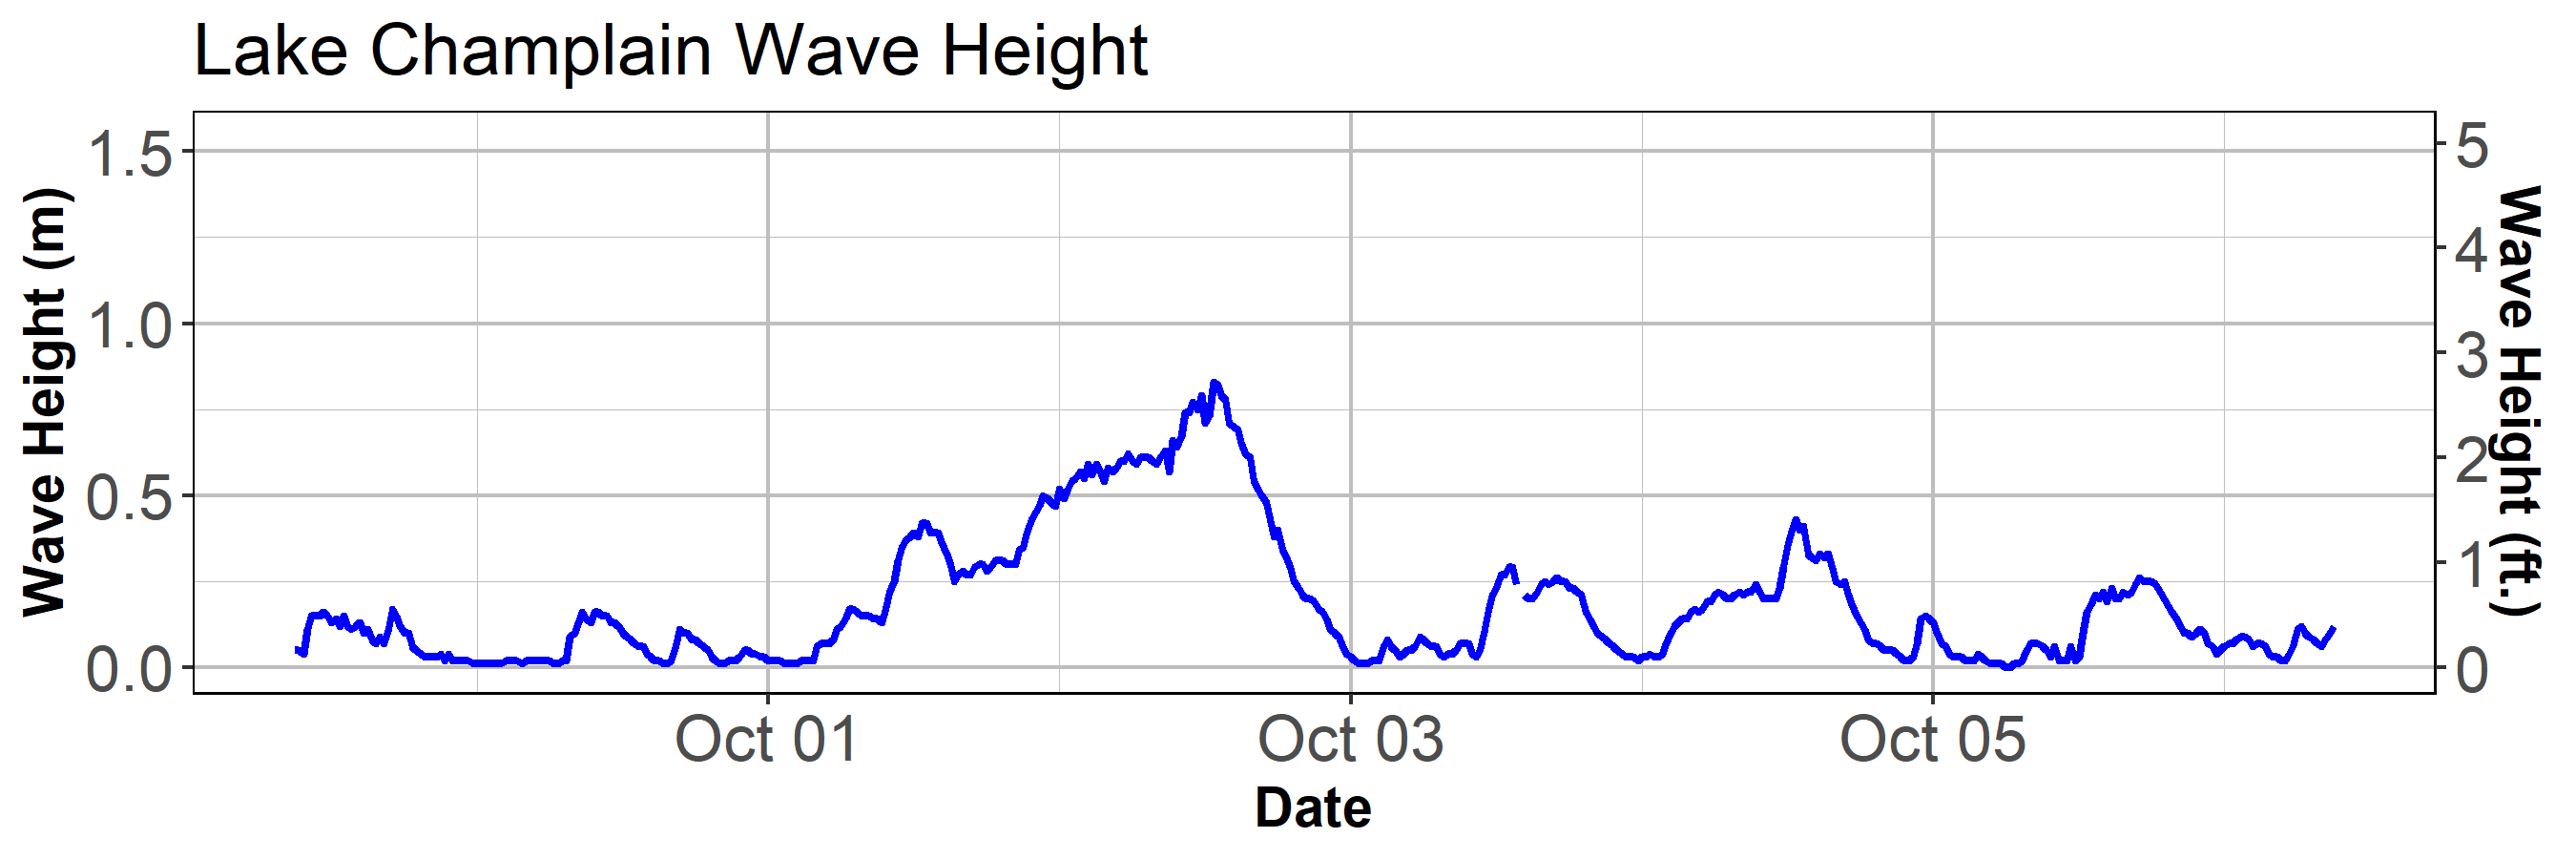 Lake Champlain Wave Height
Wave Height (m)
1.5
1.0
0.5
0.0
5
4
3
2
1
0
Wave Height (ft.)
Oct 01
Oct 03
Oct 05
Date